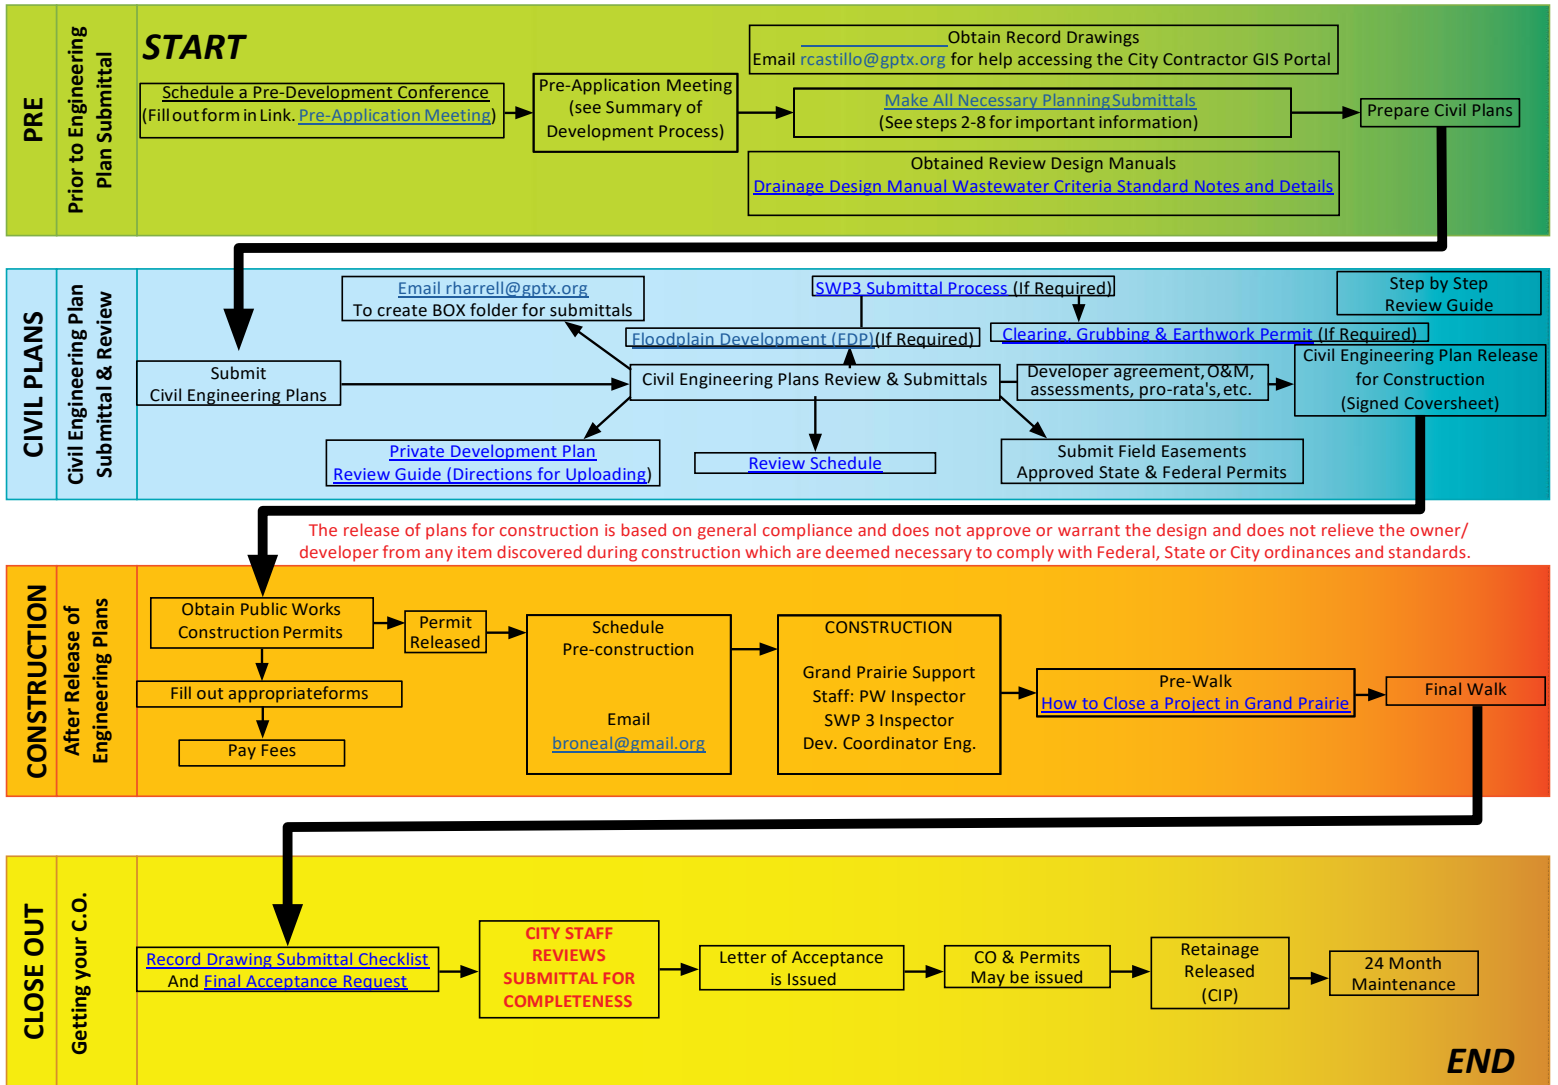 PRE
Prior to Engineering
Plan Submittal
START
Schedule a Pre-Development Conference
(Fill out form in Link. Pre-Application Meeting)
Pre-Application Meeting
(see Summary of
Development Process)
Obtain Record Drawings
Email rcastillo@gptx.org for help accessing the City Contractor GIS Portal
Make All Necessary Planning Submittals
(See steps 2-8 for important information)
Obtained Review Design Manuals
Drainage Design Manual Wastewater Criteria Standard Notes and Details
Prepare Civil Plans
CIVIL PLANS
Civil Engineering Plan
Submittal & Review
Submit
Civil Engineering Plans
Email rharrell@gptx.org
To create BOX folder for submittals
SWP3 Submittal Process (If Required)
Floodplain Development (FDP)(If Required)
Clearing, Grubbing & Earthwork Permit (If Required)
Step by Step
Review Guide
Civil Engineering Plans Review & Submittals
Developer agreement, O&M,
assessments, pro-rata's, etc.
Civil Engineering Plan Release
for Construction
(Signed Coversheet)
Private Development Plan
Review Guide (Directions for Uploading)
Review Schedule
Submit Field Easements
Approved State & Federal Permits
The release of plans for construction is based on general compliance and does not approve or warrant the design and does not relieve the owner/
developer from any item discovered during construction which are deemed necessary to comply with Federal, State or City ordinances and standards.
CONSTRUCTION
After Release of
Engineering Plans
Obtain Public Works
Construction Permits
Fill out appropriateforms
Pay Fees
Permit
Released
Schedule
Pre-construction
Email
broneal@gmail.org
CONSTRUCTION
Grand Prairie Support
Staff: PW Inspector
SWP 3 Inspector
Dev. Coordinator Eng.
Pre-Walk
How to Close a Project in Grand Prairie
Final Walk
CLOSE OUT
Getting your C.O.
Record Drawing Submittal Checklist
And Final Acceptance Request
CITY STAFF
REVIEWS
SUBMITTAL FOR
COMPLETENESS
Letter of Acceptance
is Issued
CO & Permits
May be issued
Retainage
Released
(CIP)
24 Month
Maintenance
END